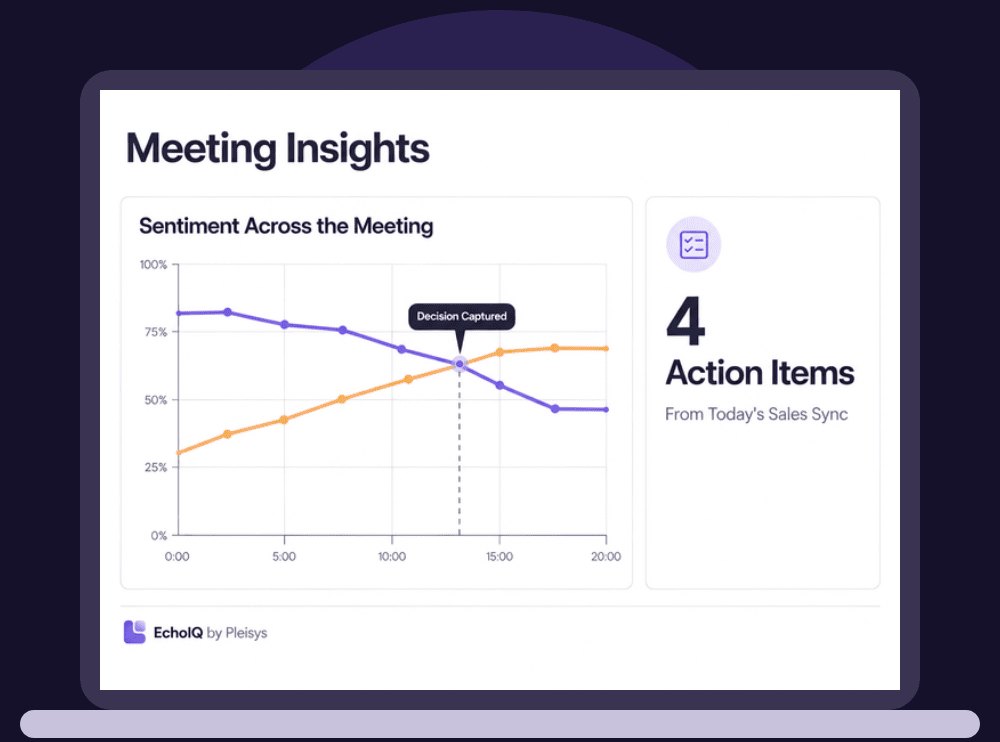 Meeting Insights
Sentiment Across the Meeting
100%
75%
50%
25%
0%
Decision Captured
0:00
5:00
10:00
15:00
20:00
4
Action Items
From Today's Sales Sync
EchoIQ by Pleisys